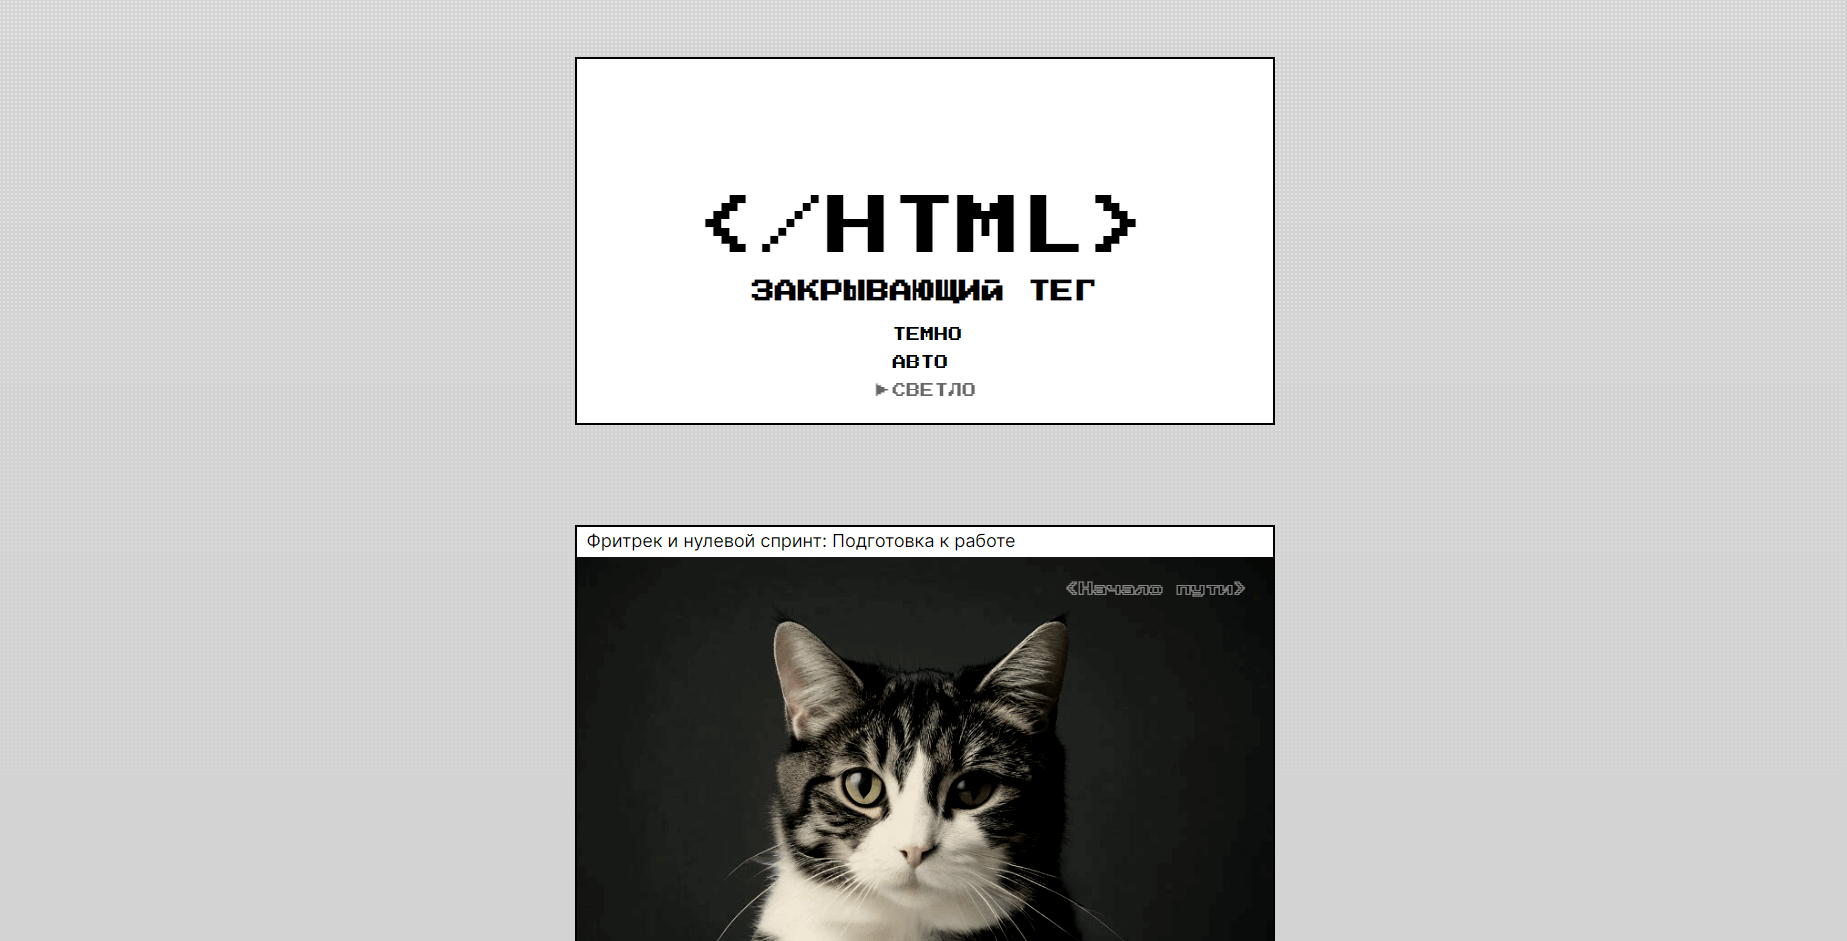 </HTML>
ЗАКРЫВАЮЩИЙ ТЕГ
ТЕМНО
АВТО
▶СВЕТЛО
Фритрек и нулевой спринт: Подготовка к работе
<Начало пути>